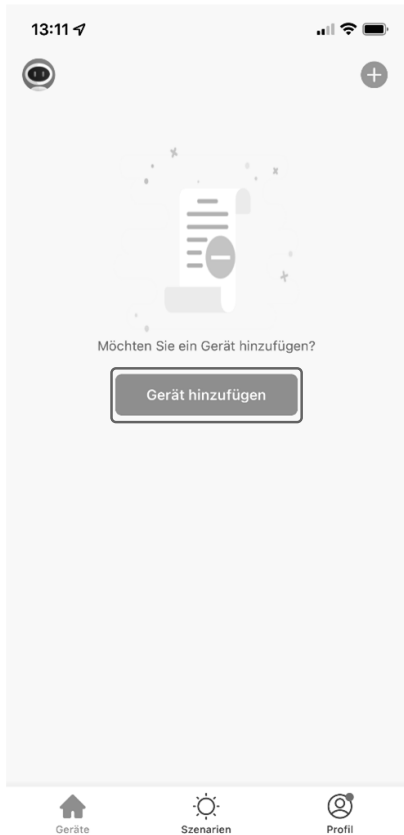 13:11
Möchten Sie ein Gerät hinzufügen?
Gerät hinzufügen
Geräte
Szenarien
Profil